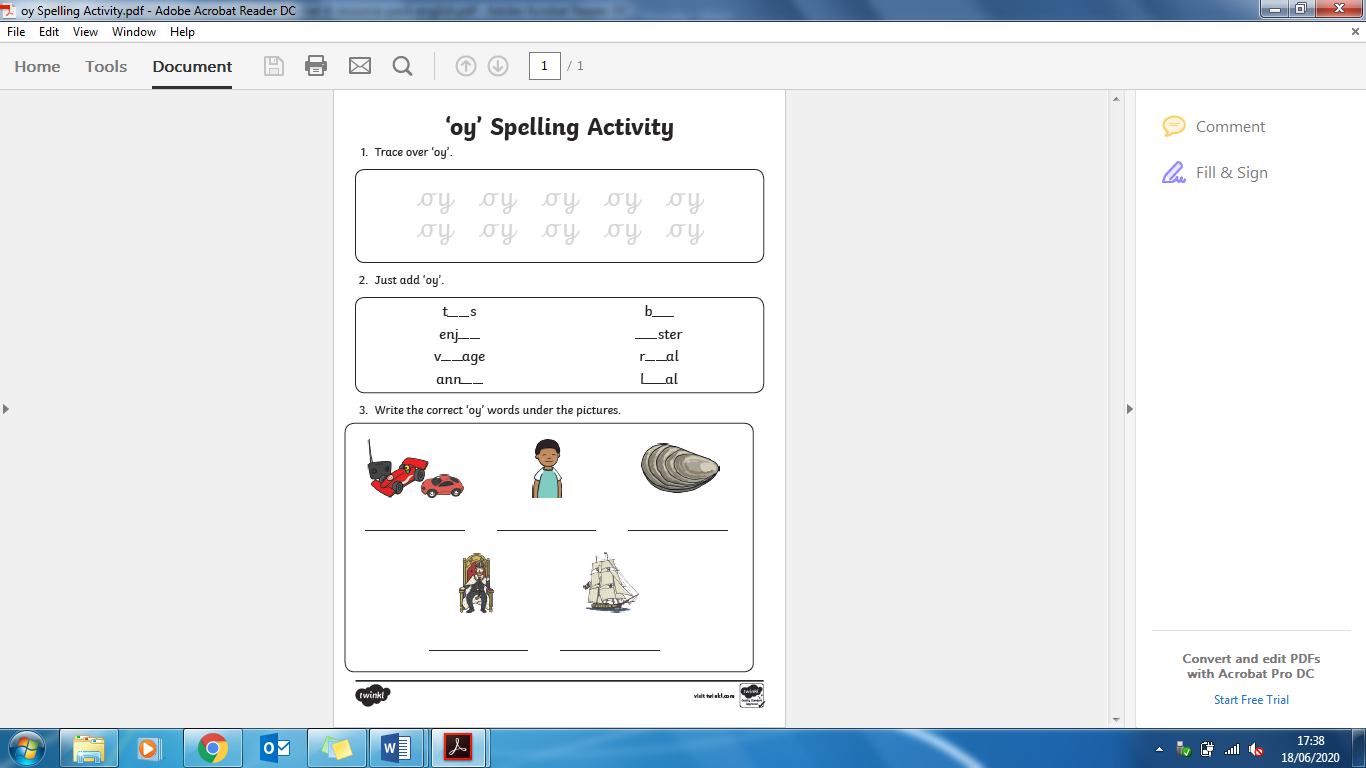 oy Spelling Activity.pdf - Adobe Acrobat Reader DC
File Edit View Window Help
Home Tools Document 1 / 1
‘oy’ Spelling Activity
1. Trace over ‘oy’.
oy oy oy oy oy
oy oy oy oy oy
2. Just add ‘oy’.
t__s b__
enj__ __ster
v__age r__al
ann__ l__al
3. Write the correct ‘oy’ words under the pictures.
twinkl visit twinkl.com twinkl
Comment
Fill & Sign
Convert and edit PDFs
with Acrobat Pro DC
Start Free Trial
17:38
18/06/2020